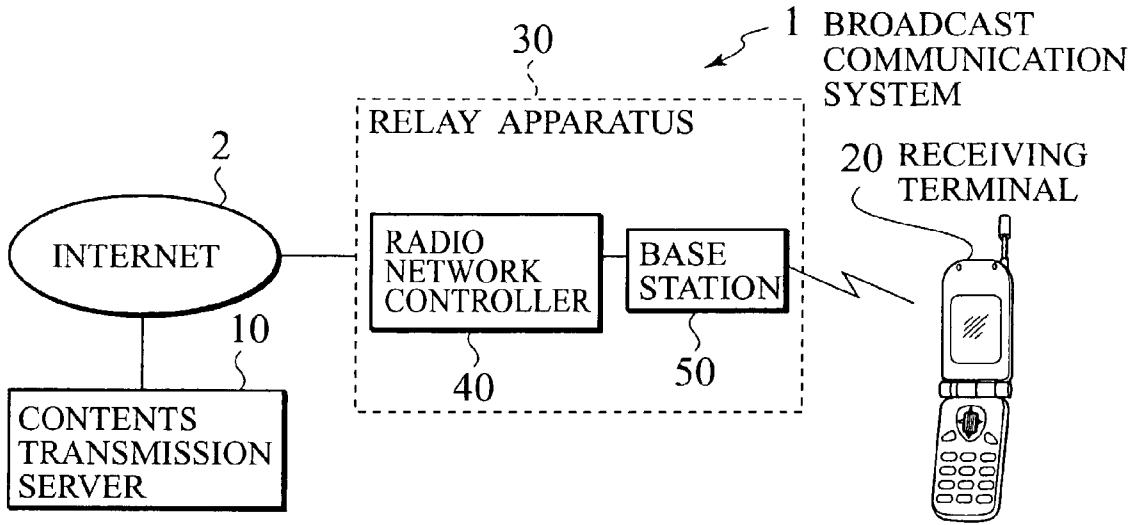 1 BROADCAST
COMMUNICATION
SYSTEM
30
RELAY APPARATUS
20 RECEIVING
TERMINAL
2
INTERNET
RADIO
NETWORK
CONTROLLER
40
BASE
STATION
50
10
CONTENTS
TRANSMISSION
SERVER